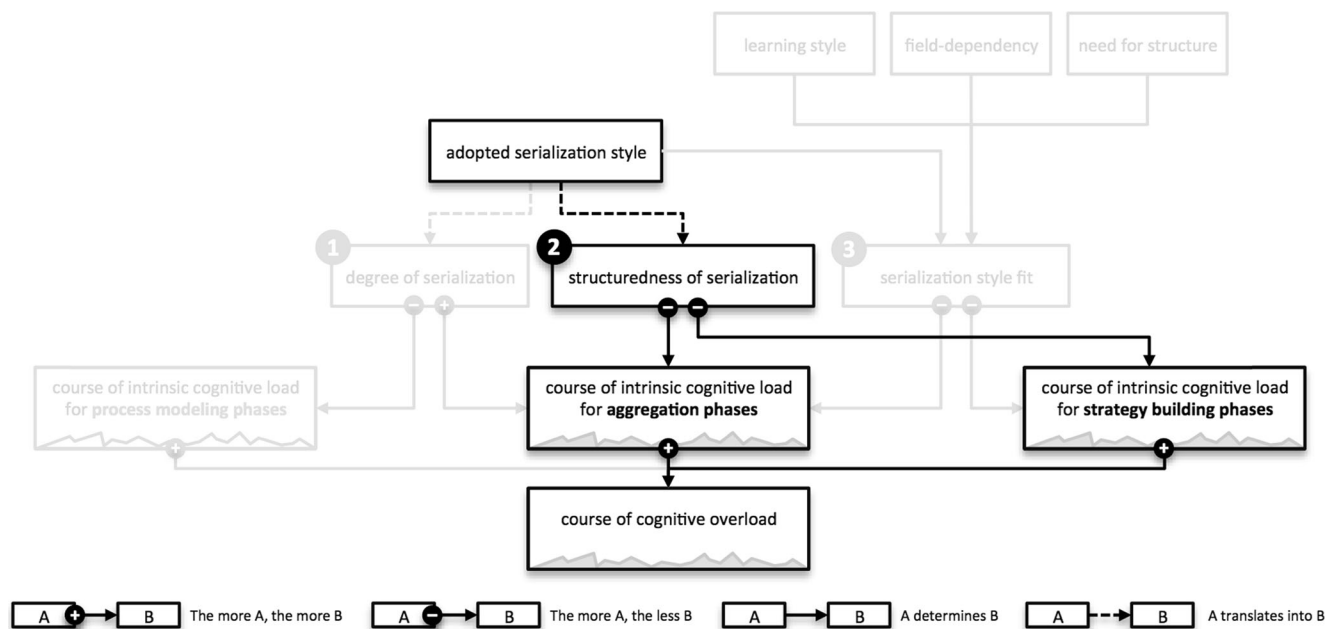 learning style
field-dependency
need for structure
adopted serialization style
1
degree of serialization
2
structuredness of serialization
3
serialization style fit
−
+
−
−
−
−
course of intrinsic cognitive load
for process modeling phases
+
course of intrinsic cognitive load
for aggregation phases
+
course of intrinsic cognitive load
for strategy building phases
+
course of cognitive overload
A + B The more A, the more B
A − B The more A, the less B
A B A determines B
A B A translates into B